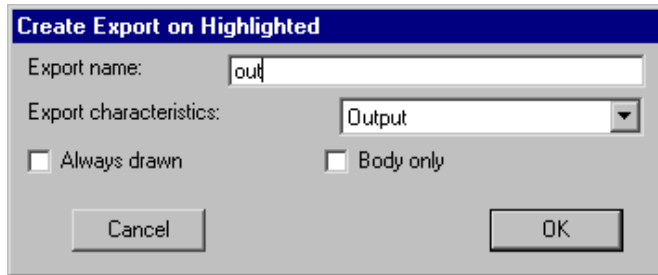 Create Export on Highlighted
Export name: out
Export characteristics: Output
Always drawn Body only
Cancel OK